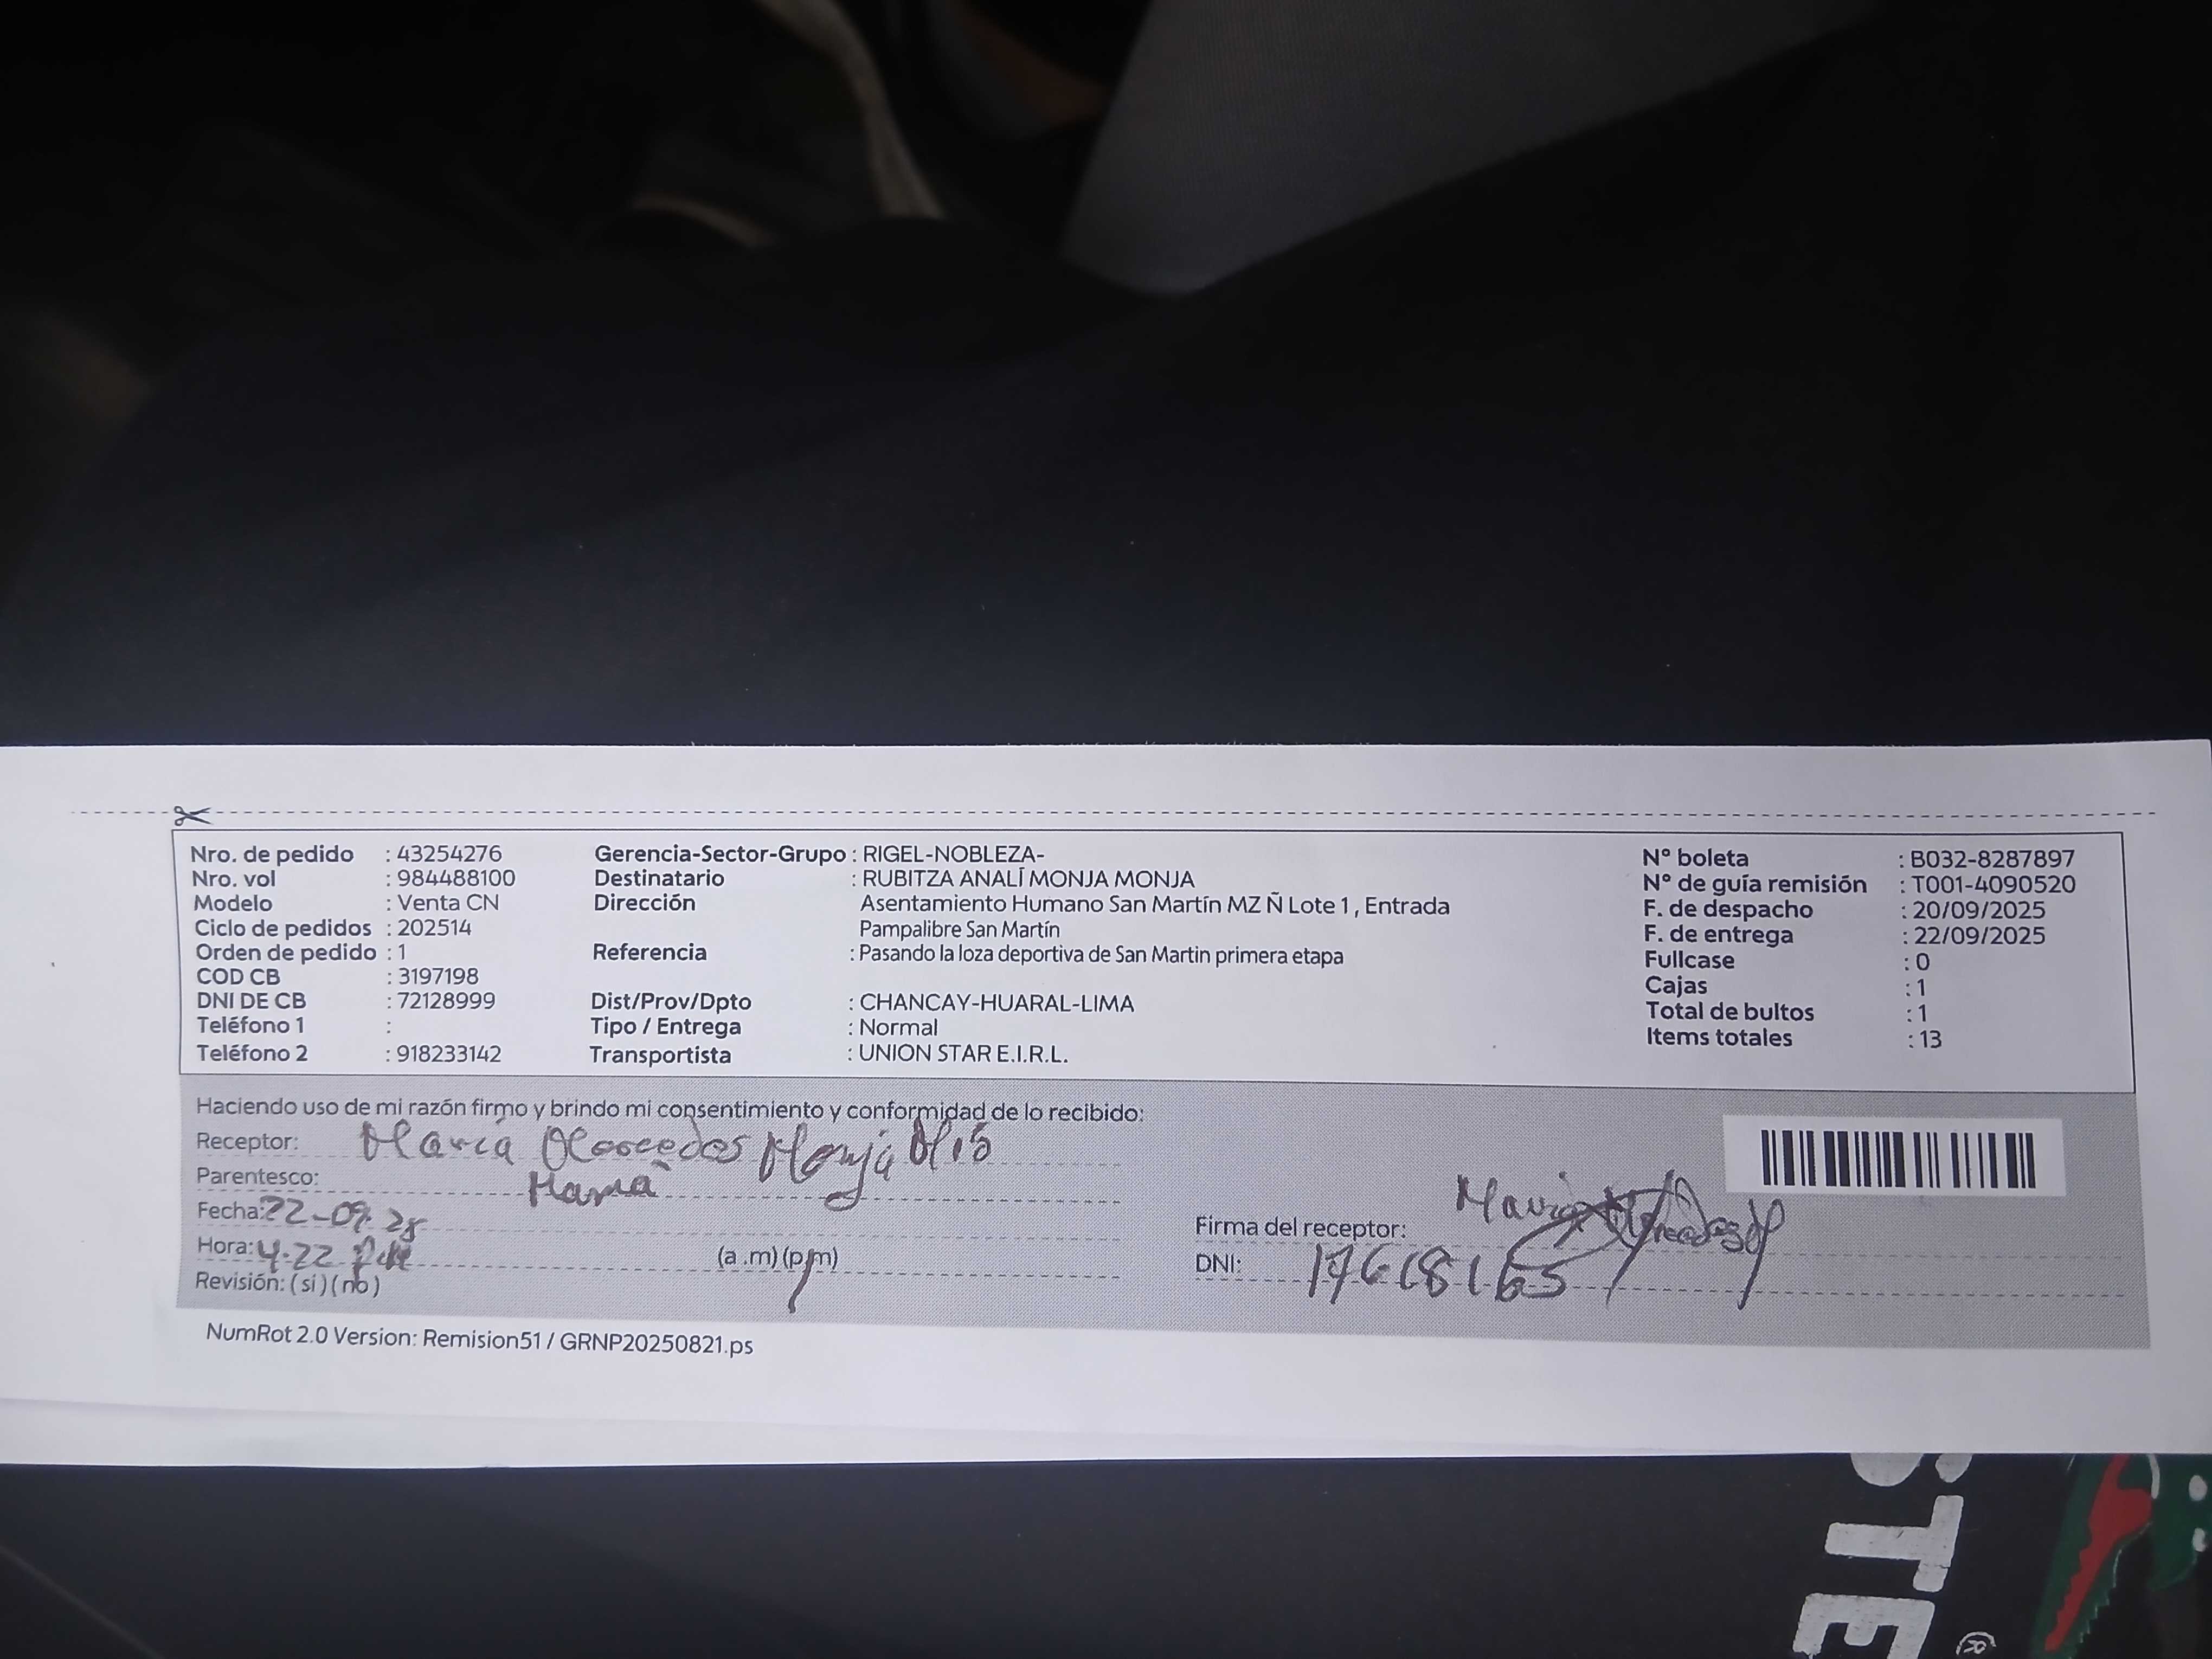 Nro. de pedido : 43254276
Nro. vol : 984488100
Modelo : Venta CN
Ciclo de pedidos : 202514
Orden de pedido : 1
COD CB : 3197198
DNI DE CB : 72128999
Teléfono 1 :
Teléfono 2 : 918233142
Gerencia-Sector-Grupo : RIGEL-NOBLEZA-
Destinatario : RUBITZA ANALÍ MONJA MONJA
Dirección Asentamiento Humano San Martín MZ Ñ Lote 1 , Entrada
Pampalibre San Martín
Referencia : Pasando la loza deportiva de San Martin primera etapa
Dist/Prov/Dpto : CHANCAY-HUARAL-LIMA
Tipo / Entrega : Normal
Transportista : UNION STAR E.I.R.L.
N° boleta : B032-8287897
N° de guía remisión : T001-4090520
F. de despacho : 20/09/2025
F. de entrega : 22/09/2025
Fullcase : 0
Cajas : 1
Total de bultos : 1
Items totales : 13
Haciendo uso de mi razón firmo y brindo mi consentimiento y conformidad de lo recibido:
Receptor: María Monja
Parentesco: Mamá
Fecha: 22-09-25
Hora: 4.22 (a .m) (p.m)
Revisión: ( si ) ( no )
Firma del receptor: María
DNI: 17618165
NumRot 2.0 Version: Remision51 / GRNP20250821.ps
STE
®